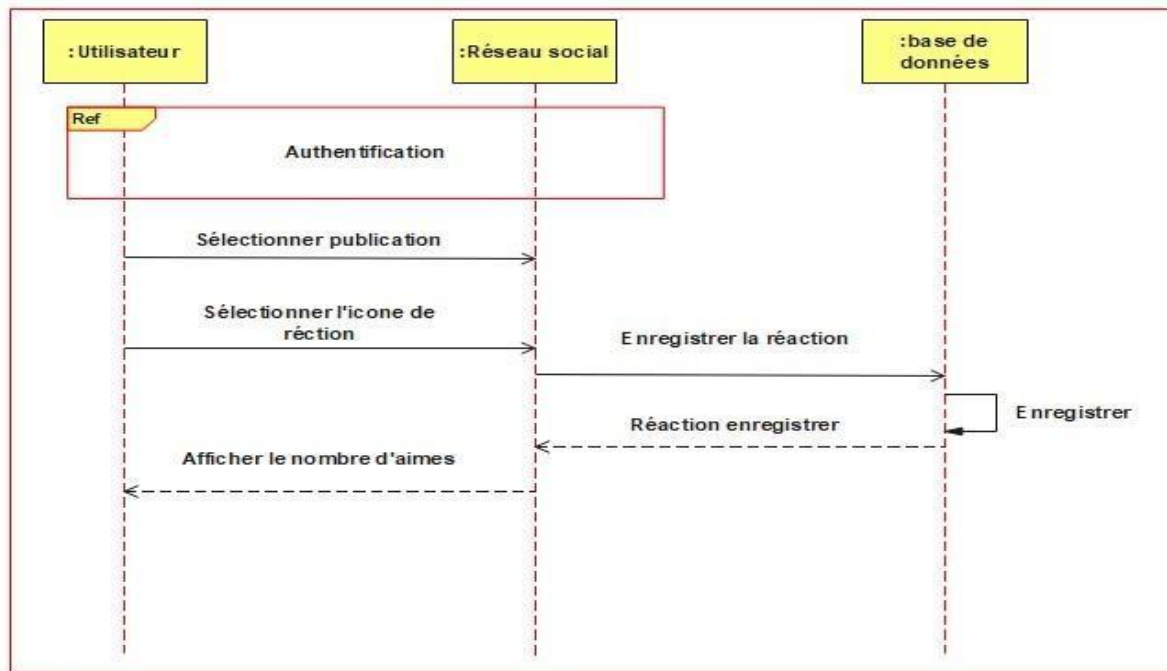 :Utilisateur
:Réseau social
:base de
données
Ref
Authentification
Sélectionner publication
Sélectionner l'icone de
réction
Enregistrer la réaction
Enregistrer
Réaction enregistrer
Afficher le nombre d'aimes